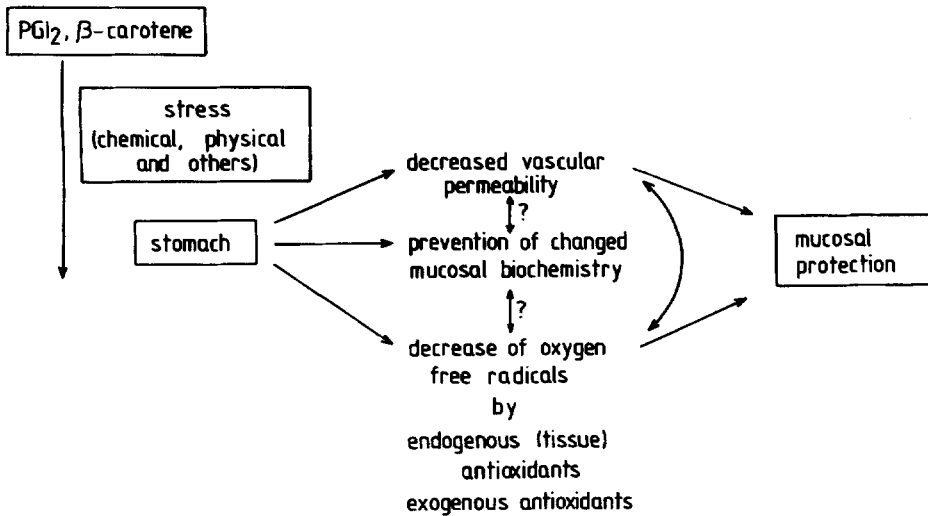 PGI₂, β-carotene
stress
(chemical, physical
and others)
decreased vascular
permeability
?
stomach
prevention of changed
mucosal biochemistry
mucosal
protection
?
decrease of oxygen
free radicals
by
endogenous (tissue)
antioxidants
exogenous antioxidants